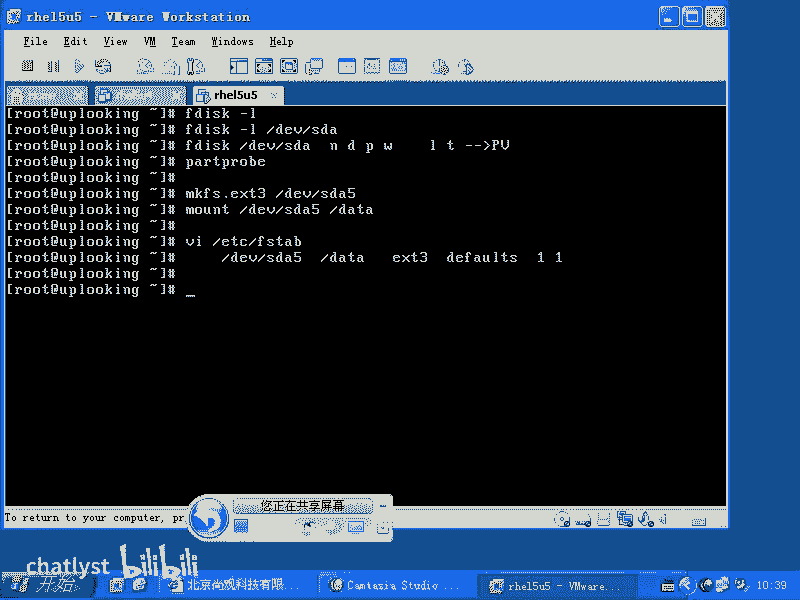 rhel5u5 - VMware Workstation
File Edit View VM Team Windows Help
rhel5u5
[root@uplooking ~]# fdisk -l
[root@uplooking ~]# fdisk -l /dev/sda
[root@uplooking ~]# fdisk /dev/sda  n d p w    l t -->PV
[root@uplooking ~]# partprobe
[root@uplooking ~]#
[root@uplooking ~]# mkfs.ext3 /dev/sda5
[root@uplooking ~]# mount /dev/sda5 /data
[root@uplooking ~]#
[root@uplooking ~]# vi /etc/fstab
[root@uplooking ~]#     /dev/sda5  /data   ext3  defaults  1 1
[root@uplooking ~]#
[root@uplooking ~]# _
您正在共享屏幕
To return to your computer, pr
chatlyst bilibili
开始
北京尚观科技有限...
Camtasia Studio ...
rhel5u5 - VMware...
10:39